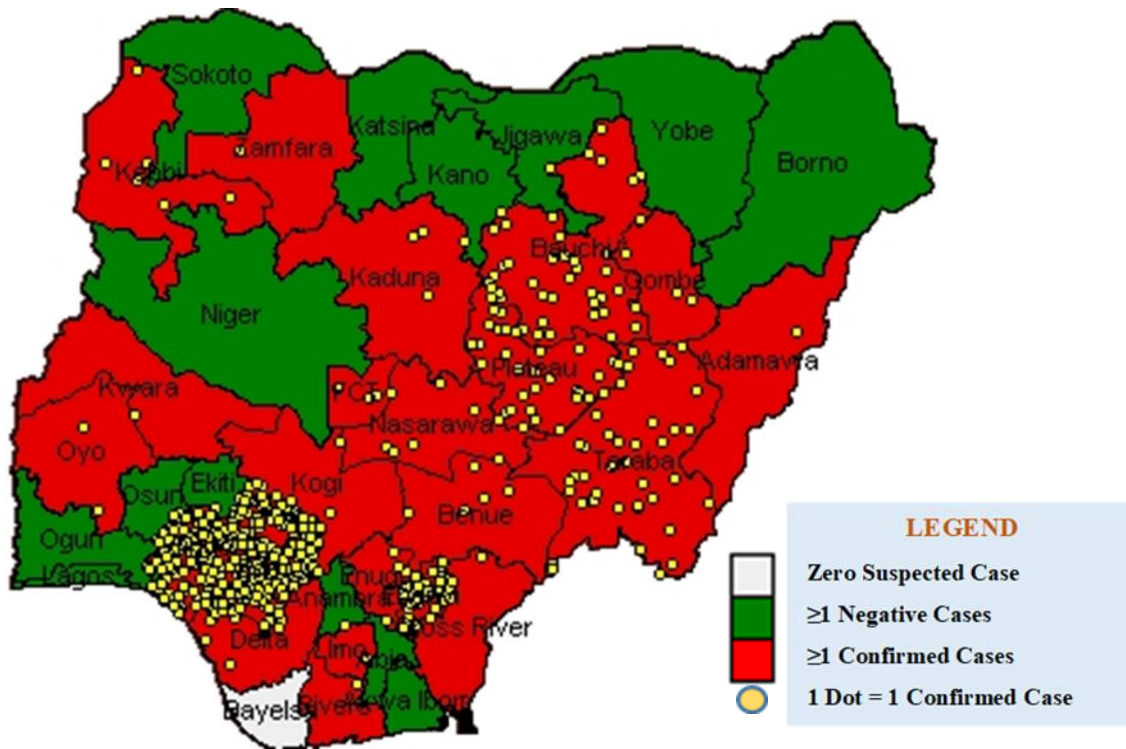 Sokoto
Katsina
Jigawa
Yobe
Borno
Zamfara
Kebbi
Kano
Bauchi
Gombe
Kaduna
Niger
Adamawa
Plateau
Kwara
FCT
Nasarawa
Oyo
Taraba
Ekiti
Kogi
Osun
Benue
Ogun
Lagos
Enugu
Anambra
Cross River
Delta
Imo
Abia
Bayelsa
Rivers
Akwa Ibom
LEGEND
Zero Suspected Case
≥1 Negative Cases
≥1 Confirmed Cases
1 Dot = 1 Confirmed Case